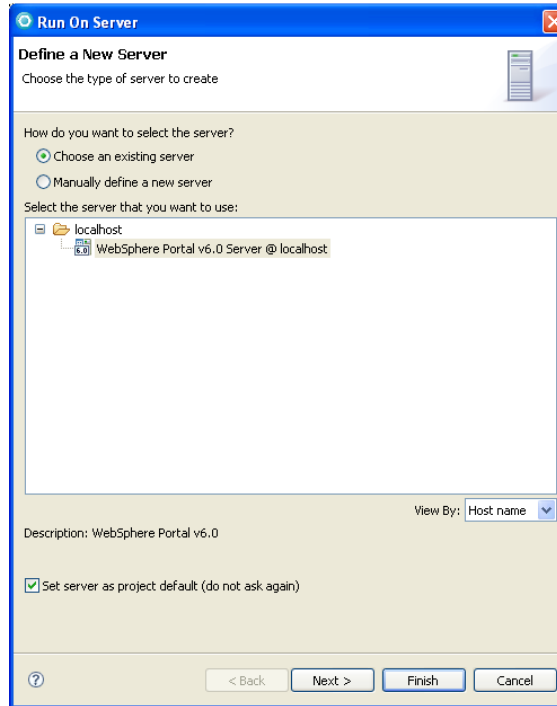 Run On Server
Define a New Server
Choose the type of server to create
How do you want to select the server?
Choose an existing server
Manually define a new server
Select the server that you want to use:
localhost
6.0 WebSphere Portal v6.0 Server @ localhost
View By: Host name
Description: WebSphere Portal v6.0
Set server as project default (do not ask again)
? < Back Next > Finish Cancel